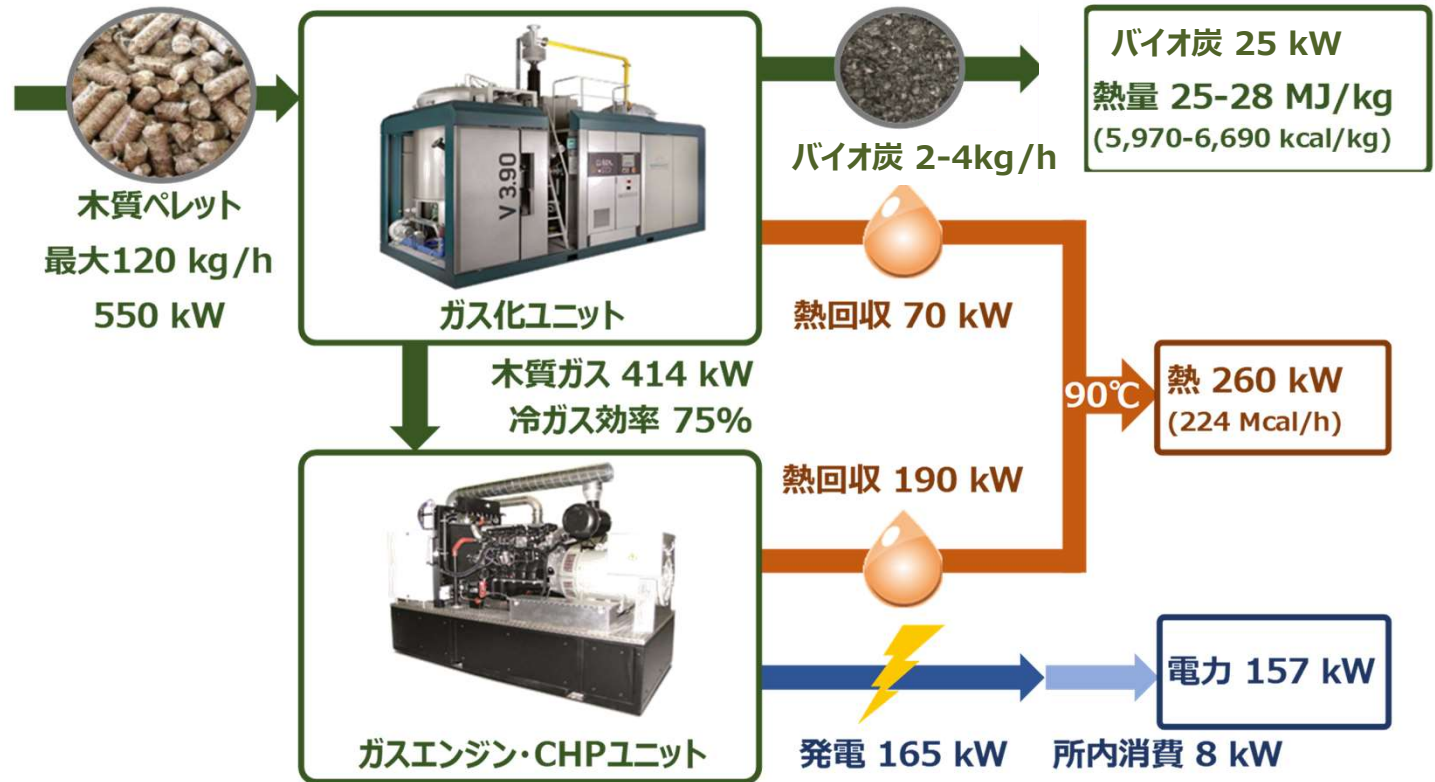 木質ペレット
最大120 kg/h
550 kW
V 3.90
ガス化ユニット
バイオ炭 2-4kg/h
バイオ炭 25 kW
熱量 25-28 MJ/kg
(5,970-6,690 kcal/kg)
熱回収 70 kW
木質ガス 414 kW
冷ガス効率 75%
90℃
熱 260 kW
(224 Mcal/h)
熱回収 190 kW
ガスエンジン・CHPユニット
発電 165 kW
所内消費 8 kW
電力 157 kW